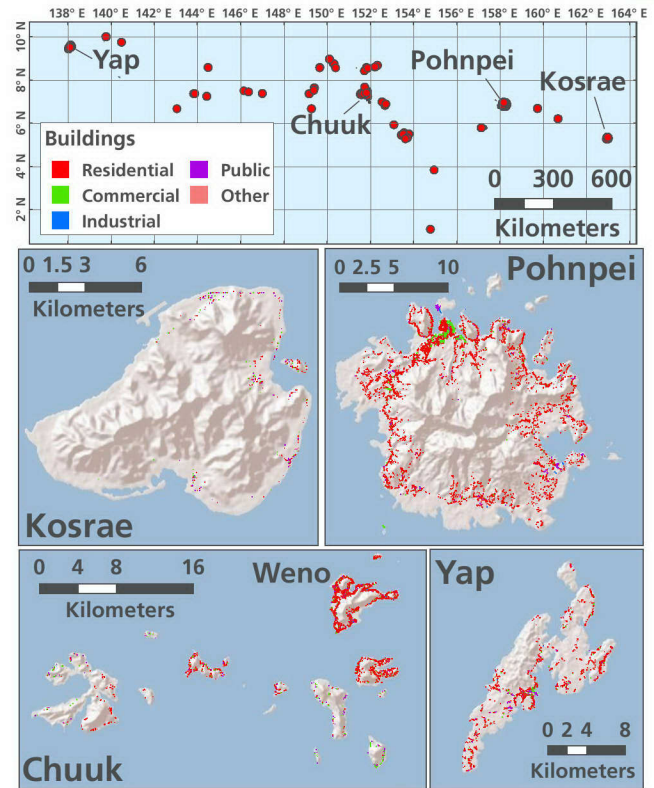 138° E 140° E 142° E 144° E 146° E 148° E 150° E 152° E 154° E 156° E 158° E 160° E 162° E 164° E
10° N
8° N
6° N
4° N
2° N
Yap
Chuuk
Pohnpei
Kosrae
Buildings
Residential
Public
Commercial
Other
Industrial
0 300 600
Kilometers
0 1.5 3 6
Kilometers
Kosrae
0 2.5 5 10
Kilometers
Pohnpei
0 4 8 16
Kilometers
Weno
Chuuk
Yap
0 2 4 8
Kilometers